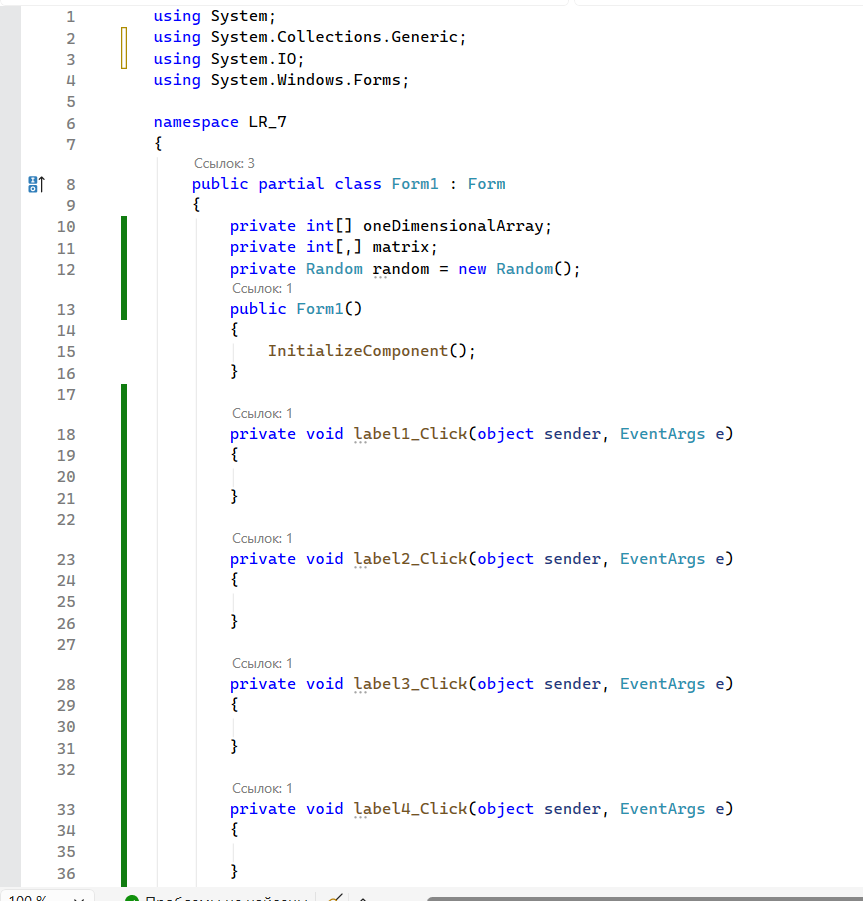 1 using System;
2 using System.Collections.Generic;
3 using System.IO;
4 using System.Windows.Forms;
5
6 namespace LR_7
7 {
Ссылок: 3
8 public partial class Form1 : Form
9 {
10 private int[] oneDimensionalArray;
11 private int[,] matrix;
12 private Random random = new Random();
Ссылок: 1
13 public Form1()
14 {
15 InitializeComponent();
16 }
17
Ссылок: 1
18 private void label1_Click(object sender, EventArgs e)
19 {
20
21 }
22
Ссылок: 1
23 private void label2_Click(object sender, EventArgs e)
24 {
25
26 }
27
Ссылок: 1
28 private void label3_Click(object sender, EventArgs e)
29 {
30
31 }
32
Ссылок: 1
33 private void label4_Click(object sender, EventArgs e)
34 {
35
36 }
100 %